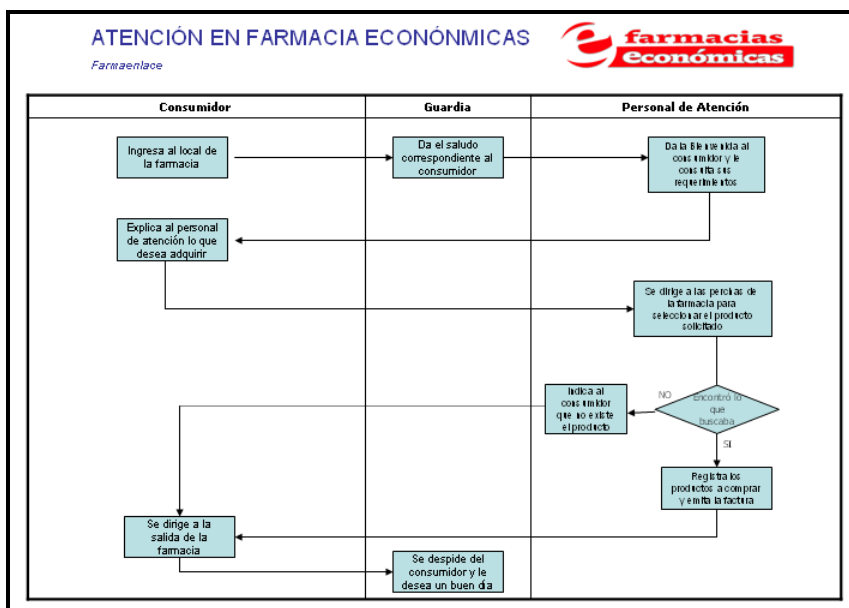 ATENCIÓN EN FARMACIA ECONÓNMICAS
Farmaenlace
farmacias
económicas
Consumidor
Guardia
Personal de Atención
Ingresa al local de
la farmacia
Da el saludo
correspondiente al
consumidor
Da la Bienvenida al
consumidor y le
consulta sus
requerimientos
Explica al personal
de atención lo que
desea adquirir
Se dirige a las perchas de
la farmacia para
seleccionar el producto
solicitado
Indica al
consumidor
que no existe
el producto
NO
Encontró lo
que
buscaba
SI
Registra los
productos a comprar
y emita la factura
Se dirige a la
salida de la
farmacia
Se despide del
consumidor y le
desea un buen día